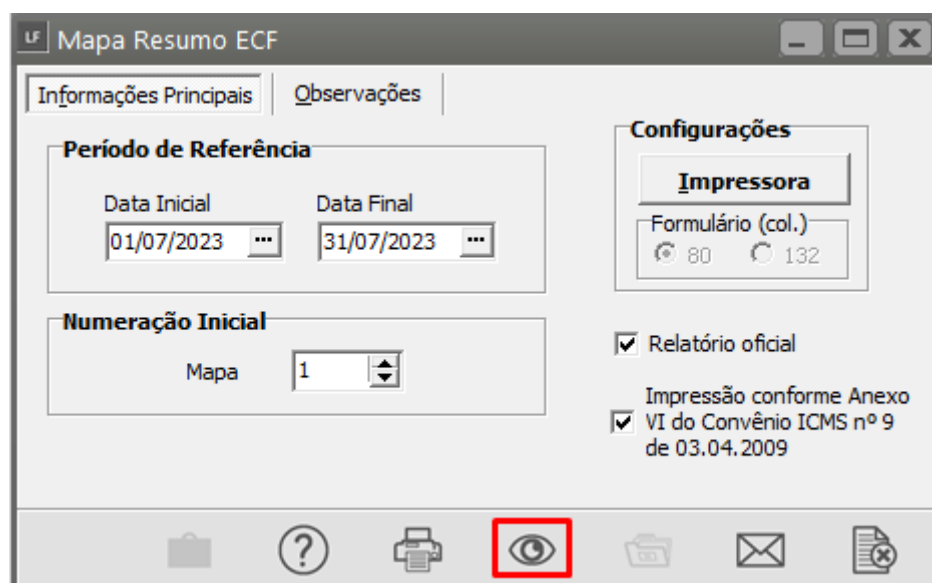 LF Mapa Resumo ECF
Informações Principais
Observações
Período de Referência
Data Inicial
Data Final
01/07/2023 ...
31/07/2023 ...
Numeração Inicial
Mapa
1
Configurações
Impressora
Formulário (col.)
80
132
Relatório oficial
Impressão conforme Anexo
VI do Convênio ICMS nº 9
de 03.04.2009
?